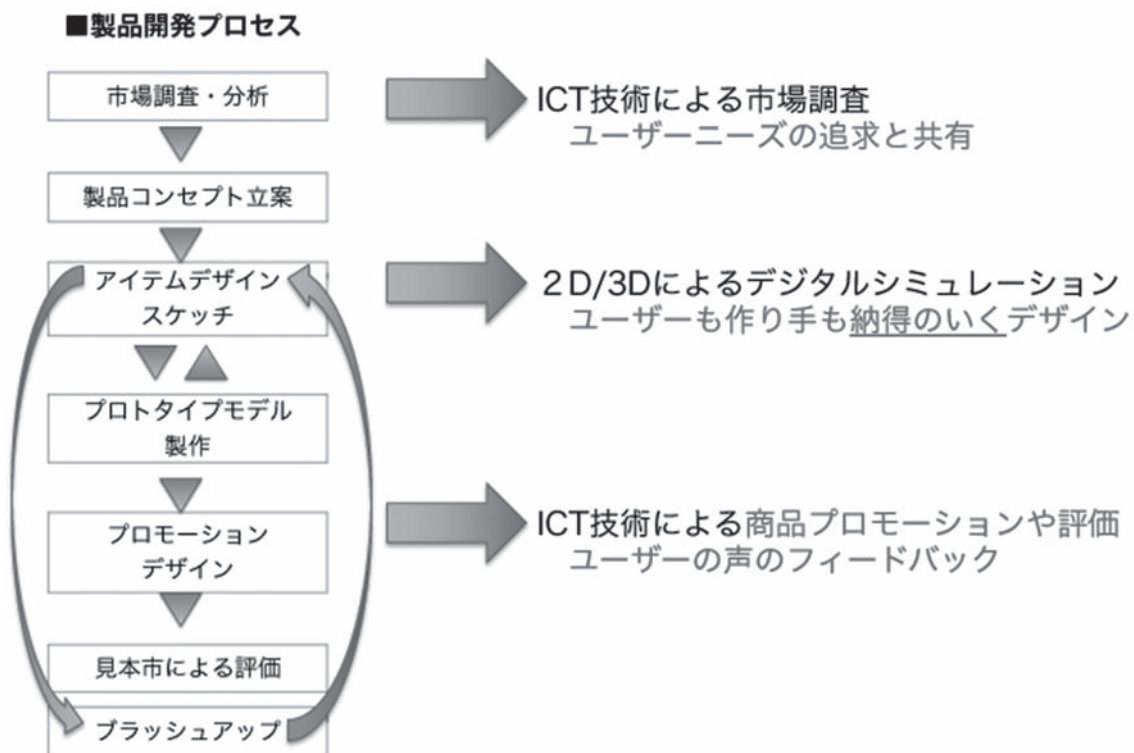 ■製品開発プロセス
市場調査・分析
ICT技術による市場調査
ユーザーニーズの追求と共有
製品コンセプト立案
アイテムデザイン
スケッチ
2D/3Dによるデジタルシミュレーション
ユーザーも作り手も納得のいくデザイン
プロトタイプモデル
製作
プロモーション
デザイン
ICT技術による商品プロモーションや評価
ユーザーの声のフィードバック
見本市による評価
ブラッシュアップ